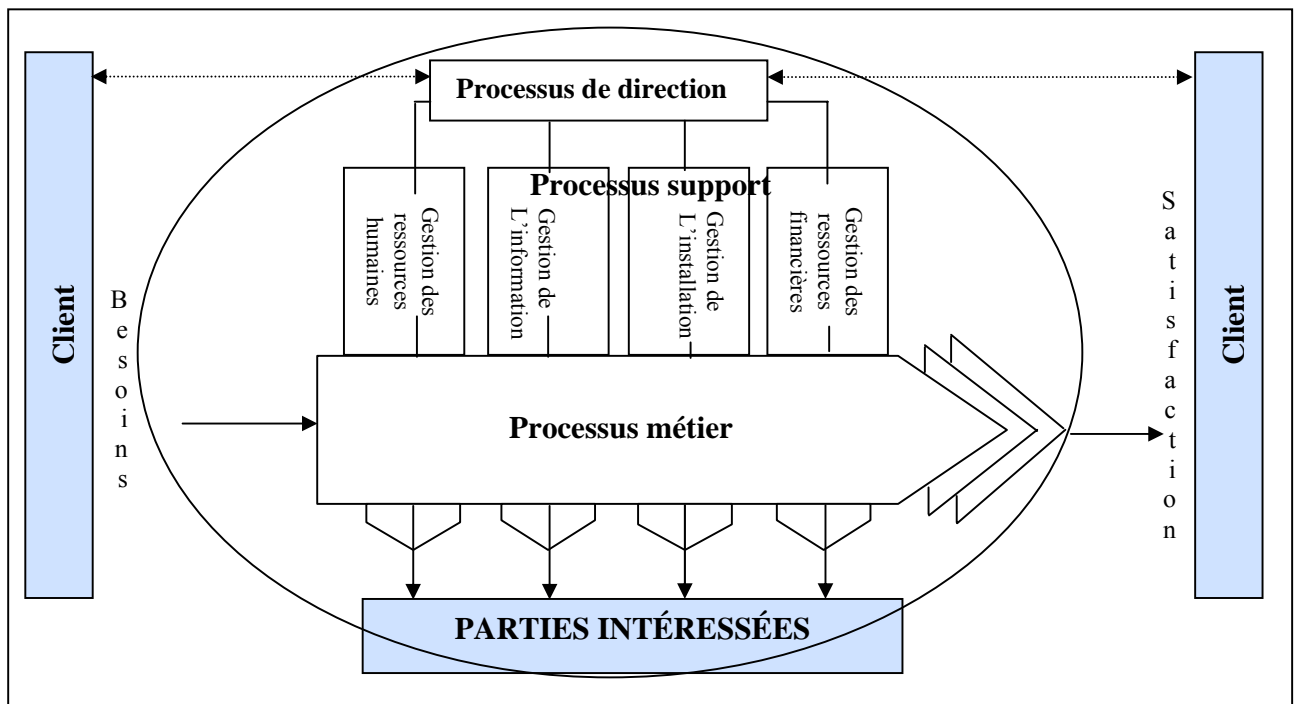 Processus de direction
Processus support
Client
Besoins
Gestion des
ressources
humaines
Gestion de
L'information
Gestion de
L'installation
Gestion des
ressources
financières
Satisfaction
Client
Processus métier
PARTIES INTÉRESSÉES